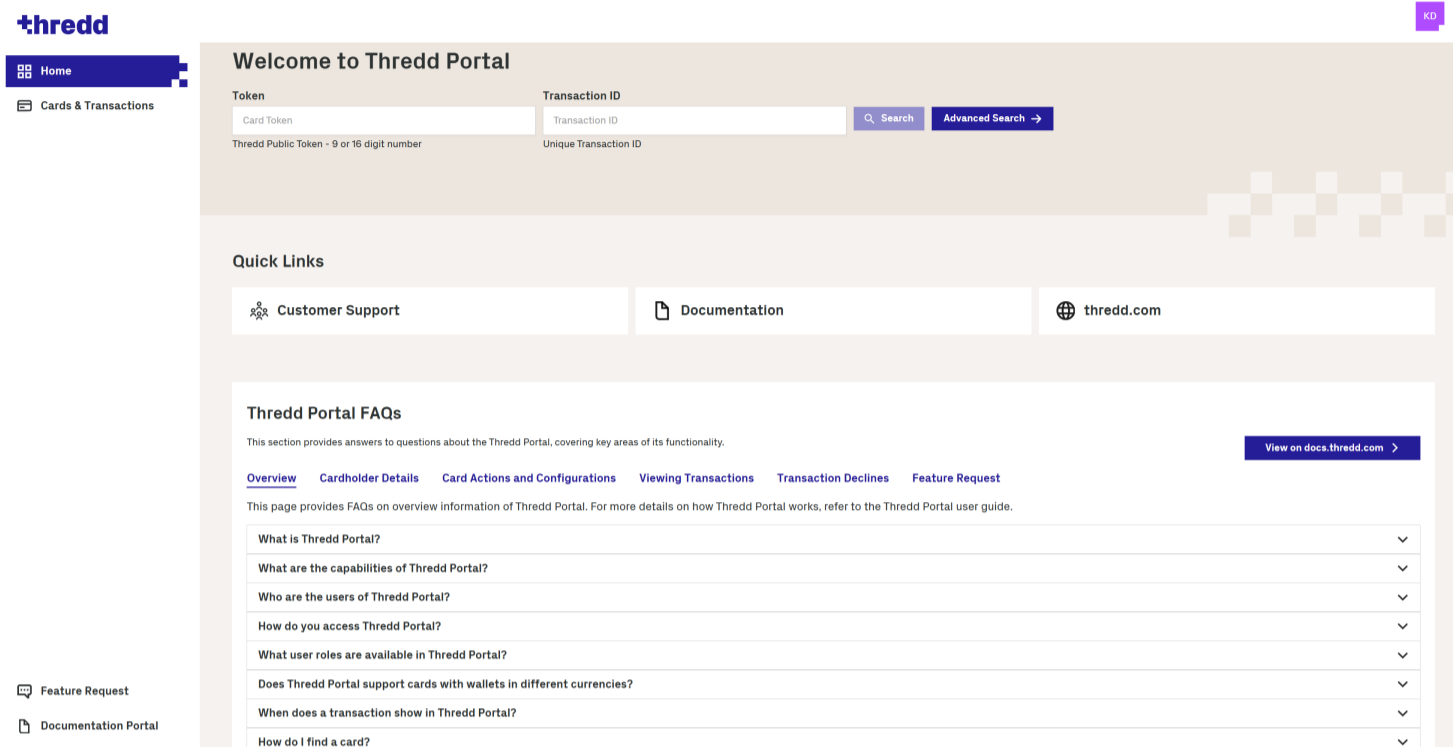 thredd
KD
Home
Cards & Transactions
Welcome to Thredd Portal
Token
Transaction ID
Card Token
Transaction ID
Search
Advanced Search
Thredd Public Token - 9 or 16 digit number
Unique Transaction ID
Quick Links
Customer Support
Documentation
thredd.com
Thredd Portal FAQs
This section provides answers to questions about the Thredd Portal, covering key areas of its functionality.
View on docs.thredd.com
Overview
Cardholder Details
Card Actions and Configurations
Viewing Transactions
Transaction Declines
Feature Request
This page provides FAQs on overview information of Thredd Portal. For more details on how Thredd Portal works, refer to the Thredd Portal user guide.
What is Thredd Portal?
What are the capabilities of Thredd Portal?
Who are the users of Thredd Portal?
How do you access Thredd Portal?
What user roles are available in Thredd Portal?
Does Thredd Portal support cards with wallets in different currencies?
When does a transaction show in Thredd Portal?
How do I find a card?
Feature Request
Documentation Portal